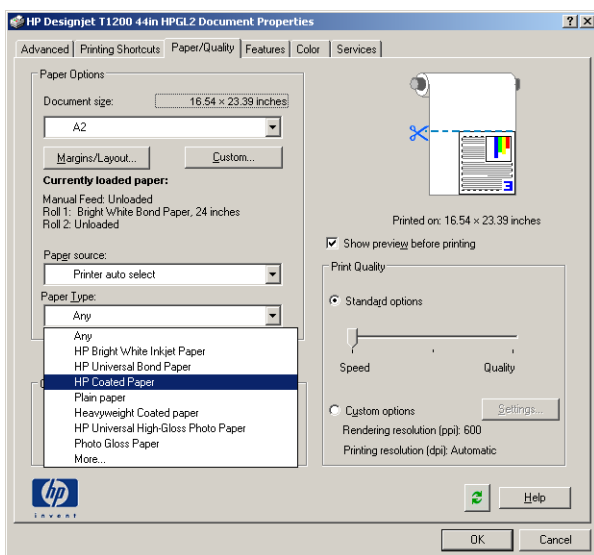 HP Designjet T1200 44in HPGL2 Document Properties
Advanced Printing Shortcuts Paper/Quality Features Color Services
Paper Options
Document size: 16.54 × 23.39 inches
A2
Margins/Layout... Custom...
Currently loaded paper:
Manual Feed: Unloaded
Roll 1: Bright White Bond Paper, 24 inches
Roll 2: Unloaded
Paper source:
Printer auto select
Paper Type:
Any
Any
HP Bright White Inkjet Paper
HP Universal Bond Paper
HP Coated Paper
Plain paper
Heavyweight Coated paper
HP Universal High-Gloss Photo Paper
Photo Gloss Paper
More...
3
Printed on: 16.54 × 23.39 inches
Show preview before printing
Print Quality
Standard options
Speed Quality
Custom options Settings...
Rendering resolution (ppi): 600
Printing resolution (dpi): Automatic
hp
invent
Help
OK Cancel